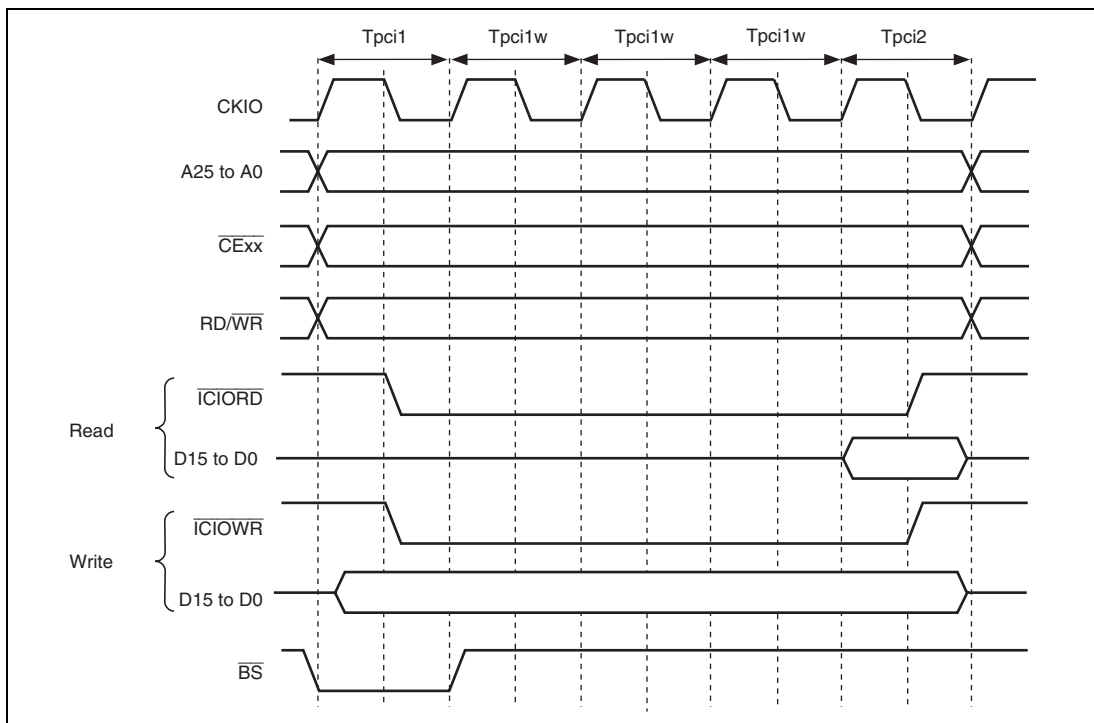 Tpci1 Tpci1w Tpci1w Tpci1w Tpci2
CKIO
A25 to A0
CExx
RD/WR
ICIORD
Read
D15 to D0
ICIOWR
Write
D15 to D0
BS